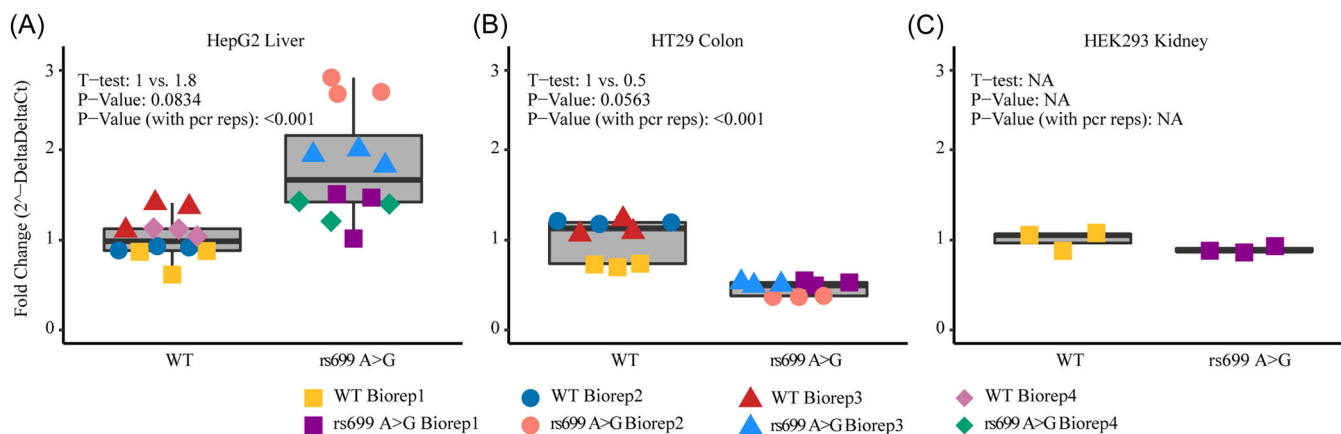 (A)
HepG2 Liver
T-test: 1 vs. 1.8
P-Value: 0.0834
P-Value (with pcr reps): <0.001
Fold Change (2^-DeltaDeltaCt)
3
2
1
0
WT
rs699 A>G
(B)
HT29 Colon
T-test: 1 vs. 0.5
P-Value: 0.0563
P-Value (with pcr reps): <0.001
3
2
1
0
WT
rs699 A>G
(C)
HEK293 Kidney
T-test: NA
P-Value: NA
P-Value (with pcr reps): NA
3
2
1
0
WT
rs699 A>G
WT Biorep1
WT Biorep2
WT Biorep3
WT Biorep4
rs699 A>G Biorep1
rs699 A>G Biorep2
rs699 A>G Biorep3
rs699 A>G Biorep4